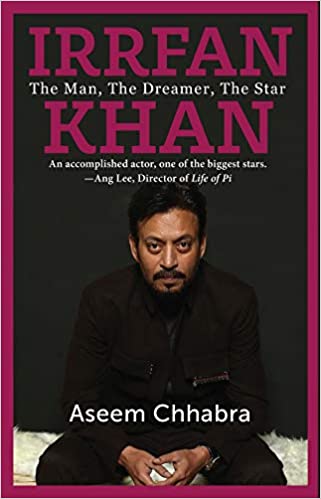 IRRFAN
The Man, The Dreamer, The Star
KHAN
An accomplished actor, one of the biggest stars.
—Ang Lee, Director of Life of Pi
Aseem Chhabra